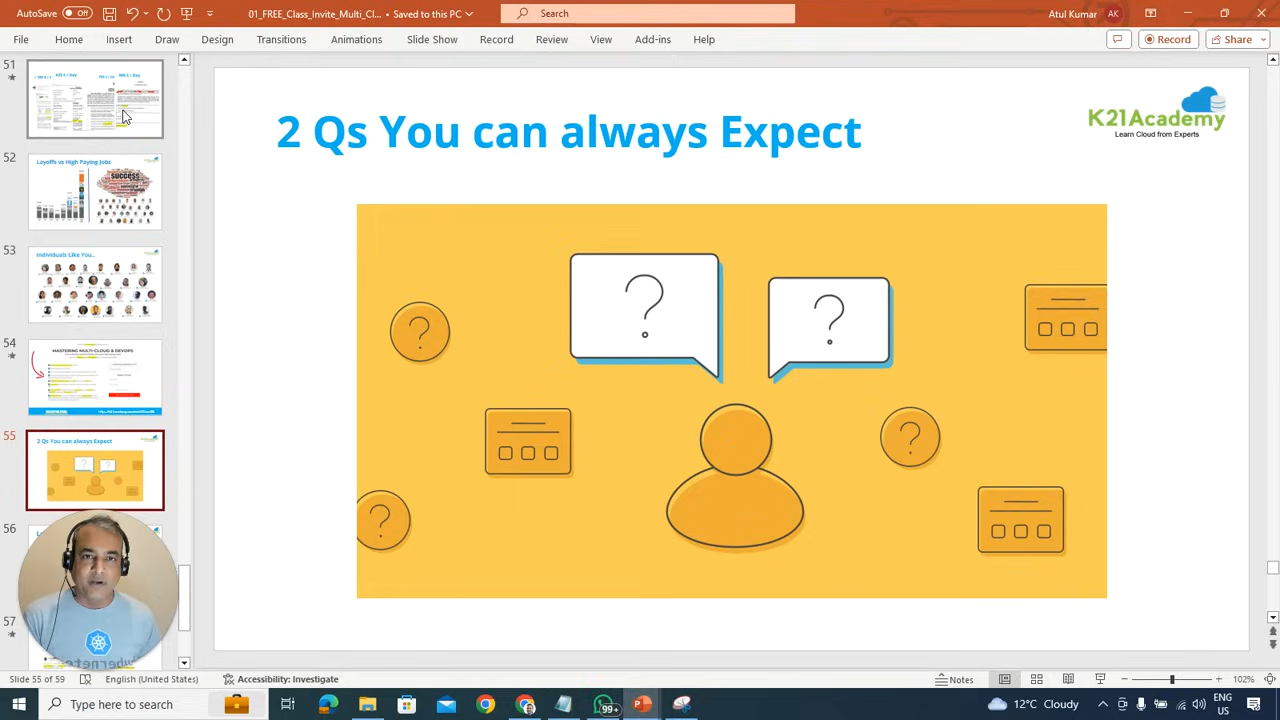 AutoSave Off
01_FREE_Class_Invite_Multi_Cl... • Saved to this PC
Search
Atul Kumar AK
File Home Insert Draw Design Transitions Animations Slide Show Record Review View Add-ins Help
Record
Share
51
52
Layoffs vs High Paying Jobs
success
53
Individuals Like You..
54
MASTERING MULTI-CLOUD & DEVOPS
55
2 Qs You can always Expect
56
57
2 Qs You can always Expect
K21Academy
Learn Cloud from Experts
? ? ? ? ? ?
Slide 55 of 59
English (United States)
Accessibility: Investigate
Notes
102%
Type here to search
99+
12°C Cloudy
ENG
US